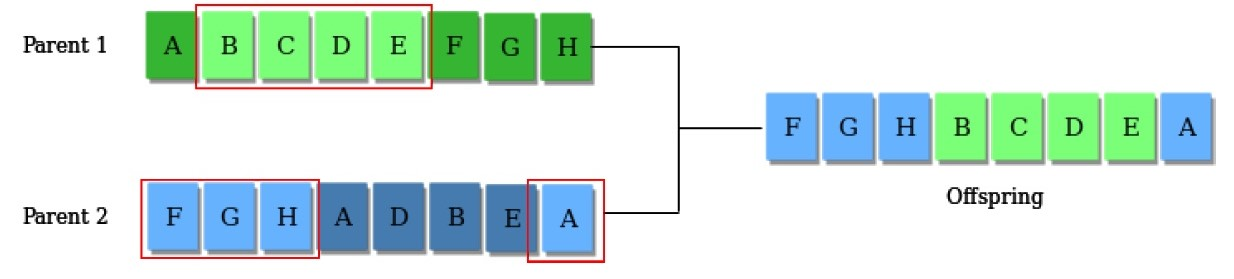 Parent 1 A B C D E F G H
F G H B C D E A
Offspring
Parent 2 F G H A D B E A